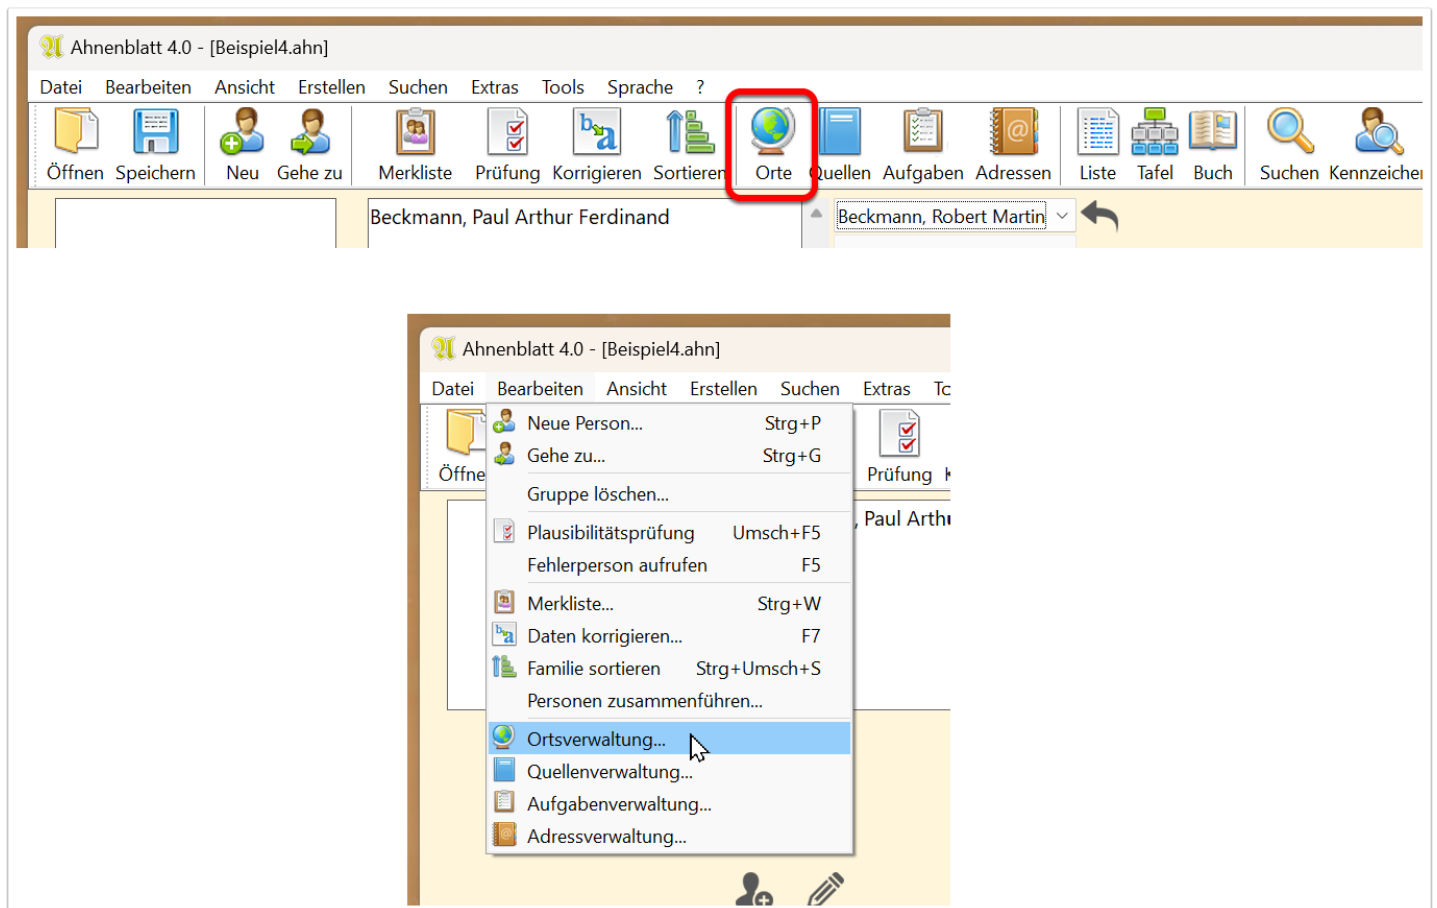 Ahnenblatt 4.0 - [Beispiel4.ahn]
Datei Bearbeiten Ansicht Erstellen Suchen Extras Tools Sprache ?
Öffnen Speichern Neu Gehe zu Merkliste Prüfung Korrigieren Sortieren Orte Quellen Aufgaben Adressen Liste Tafel Buch Suchen Kennzeichen
Beckmann, Paul Arthur Ferdinand Beckmann, Robert Martin
Ahnenblatt 4.0 - [Beispiel4.ahn]
Datei Bearbeiten Ansicht Erstellen Suchen Extras To
Öffne Prüfung K
, Paul Arth
Neue Person... Strg+P
Gehe zu... Strg+G
Gruppe löschen...
Plausibilitätsprüfung Umsch+F5
Fehlerperson aufrufen F5
Merkliste... Strg+W
Daten korrigieren... F7
Familie sortieren Strg+Umsch+S
Personen zusammenführen...
Ortsverwaltung...
Quellenverwaltung...
Aufgabenverwaltung...
Adressverwaltung...